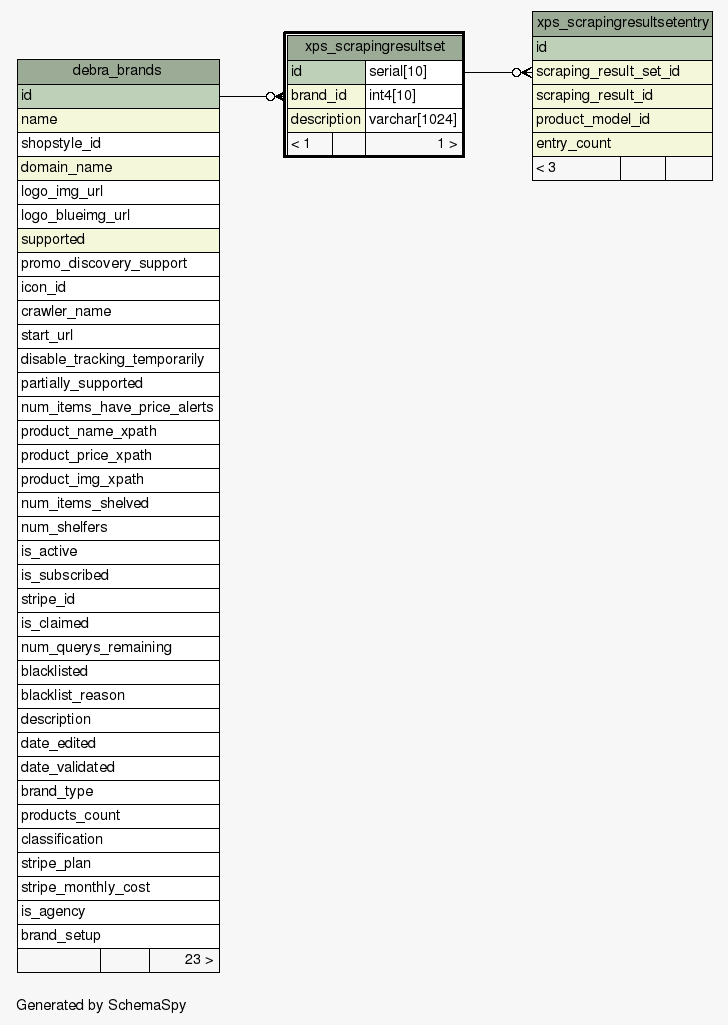 debra_brands
id
name
shopstyle_id
domain_name
logo_img_url
logo_blueimg_url
supported
promo_discovery_support
icon_id
crawler_name
start_url
disable_tracking_temporarily
partially_supported
num_items_have_price_alerts
product_name_xpath
product_price_xpath
product_img_xpath
num_items_shelved
num_shelfers
is_active
is_subscribed
stripe_id
is_claimed
num_querys_remaining
blacklisted
blacklist_reason
description
date_edited
date_validated
brand_type
products_count
classification
stripe_plan
stripe_monthly_cost
is_agency
brand_setup
23 >
xps_scrapingresultset
id serial[10]
brand_id int4[10]
description varchar[1024]
< 1 1 >
xps_scrapingresultsetentry
id
scraping_result_set_id
scraping_result_id
product_model_id
entry_count
< 3
Generated by SchemaSpy